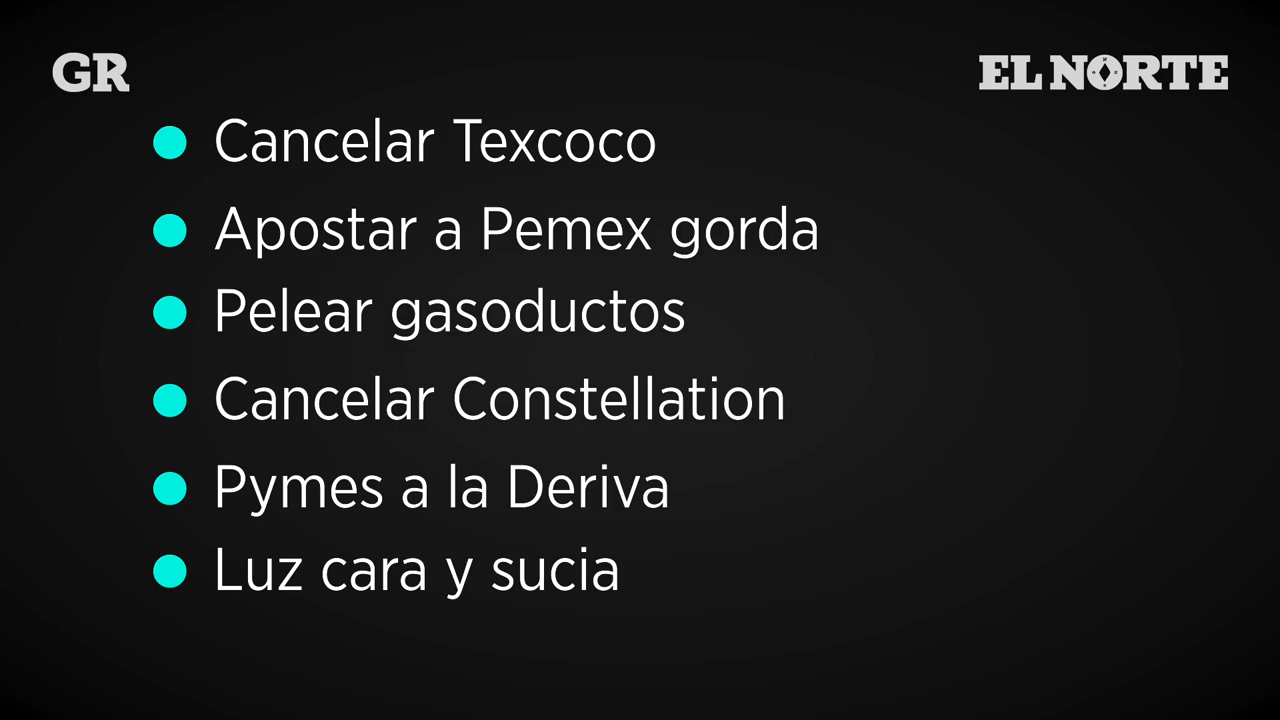 GR
EL NORTE
Cancelar Texcoco
Apostar a Pemex gorda
Pelear gasoductos
Cancelar Constellation
Pymes a la Deriva
Luz cara y sucia